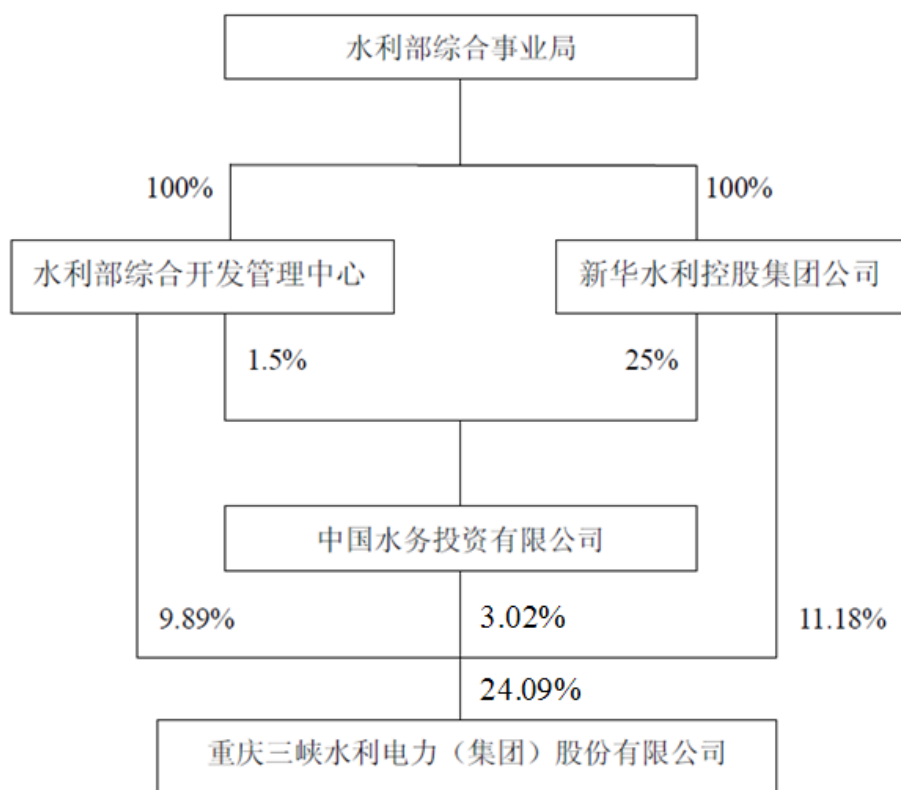 水利部综合事业局
100%
100%
水利部综合开发管理中心
新华水利控股集团公司
1.5%
25%
中国水务投资有限公司
9.89%
3.02%
11.18%
24.09%
重庆三峡水利电力（集团）股份有限公司